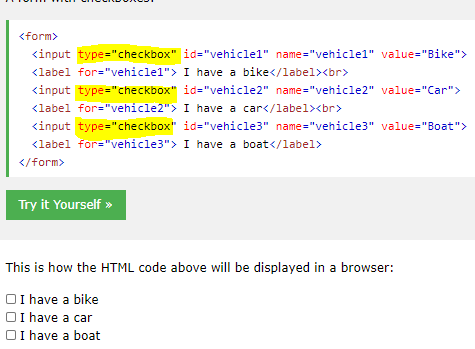 A form with checkboxes:
<form>
<input type="checkbox" id="vehicle1" name="vehicle1" value="Bike">
<label for="vehicle1"> I have a bike</label><br>
<input type="checkbox" id="vehicle2" name="vehicle2" value="Car">
<label for="vehicle2"> I have a car</label><br>
<input type="checkbox" id="vehicle3" name="vehicle3" value="Boat">
<label for="vehicle3"> I have a boat</label>
</form>
Try it Yourself »
This is how the HTML code above will be displayed in a browser:
I have a bike
I have a car
I have a boat